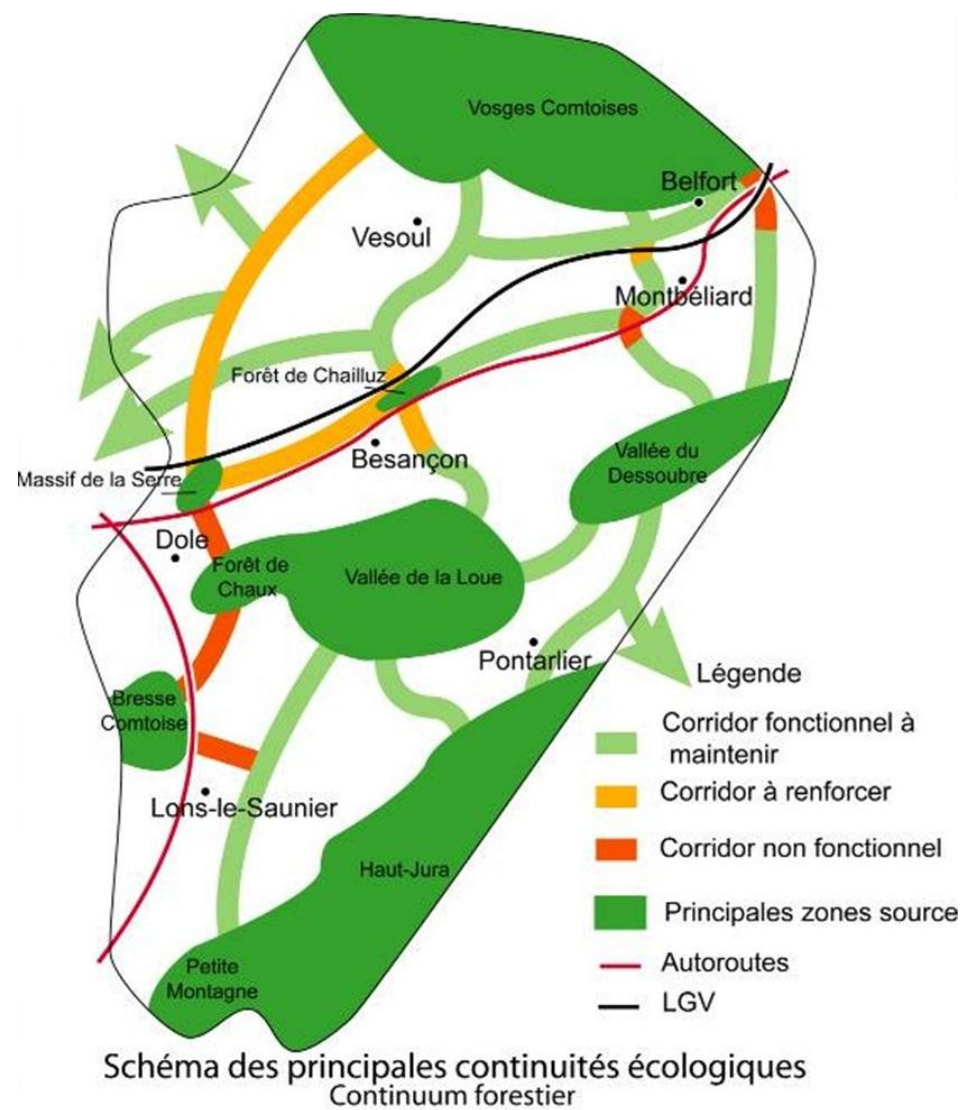 Vosges Comtoises
Belfort
Vesoul
Montbéliard
Forêt de Chailluz
Besançon
Vallée du
Dessoubre
Massif de la Serre
Dole
Forêt de
Chaux
Vallée de la Loue
Pontarlier
Bresse
Comtoise
Lons-le-Saunier
Haut-Jura
Petite
Montagne
Légende
Corridor fonctionnel à
maintenir
Corridor à renforcer
Corridor non fonctionnel
Principales zones source
Autoroutes
LGV
Schéma des principales continuités écologiques
Continuum forestier